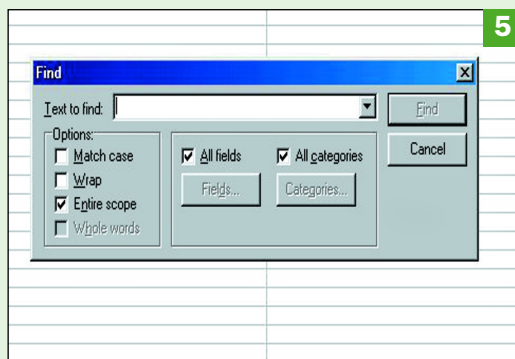 5
Find
Text to find:
Find
Options:
Match case
All fields
All categories
Cancel
Wrap
Fields...
Categories...
Entire scope
Whole words